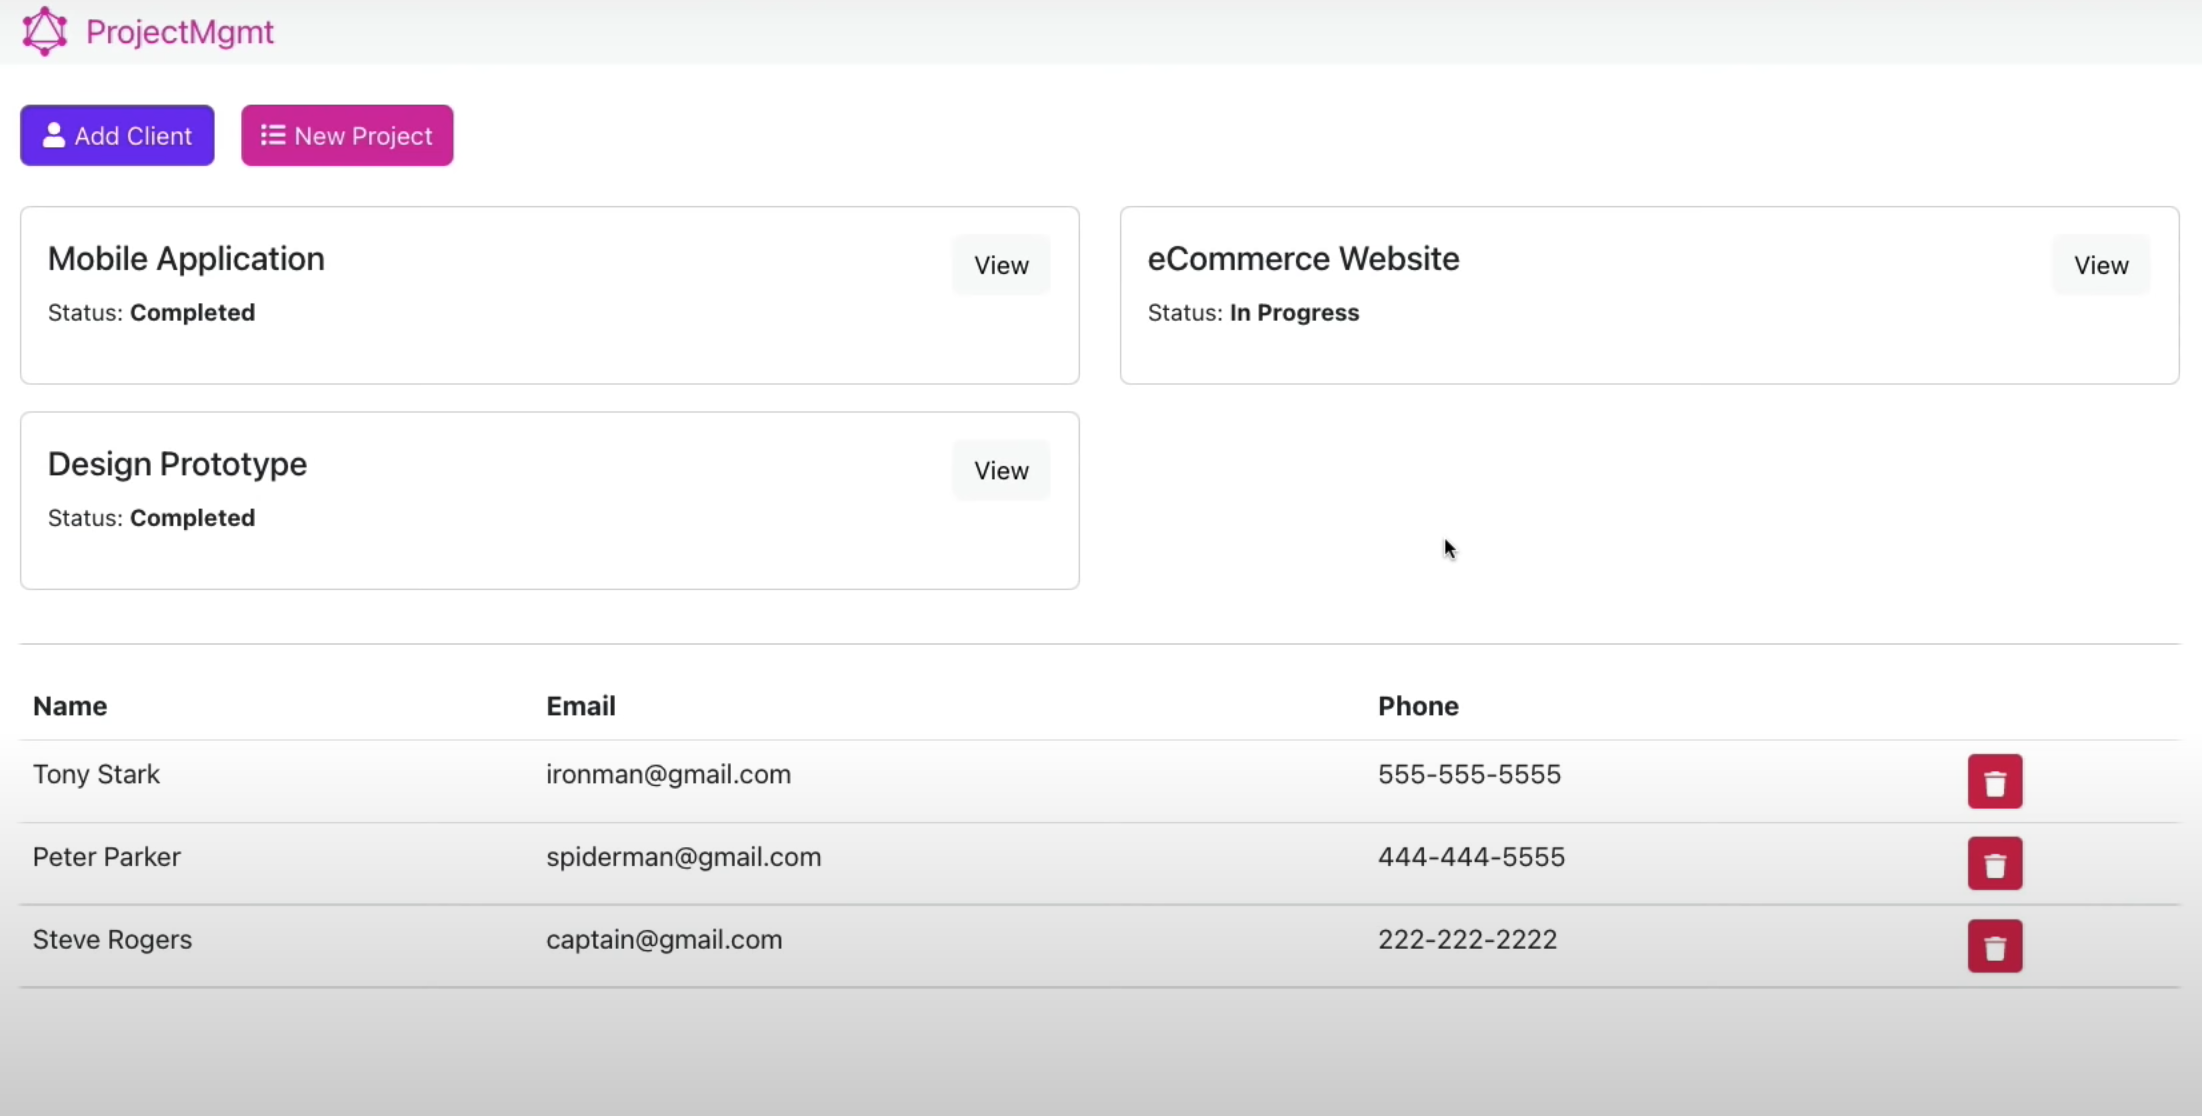 ProjectMgmt
Add Client
New Project
Mobile Application
View
Status: Completed
eCommerce Website
View
Status: In Progress
Design Prototype
View
Status: Completed
Name Email Phone
Tony Stark ironman@gmail.com 555-555-5555
Peter Parker spiderman@gmail.com 444-444-5555
Steve Rogers captain@gmail.com 222-222-2222